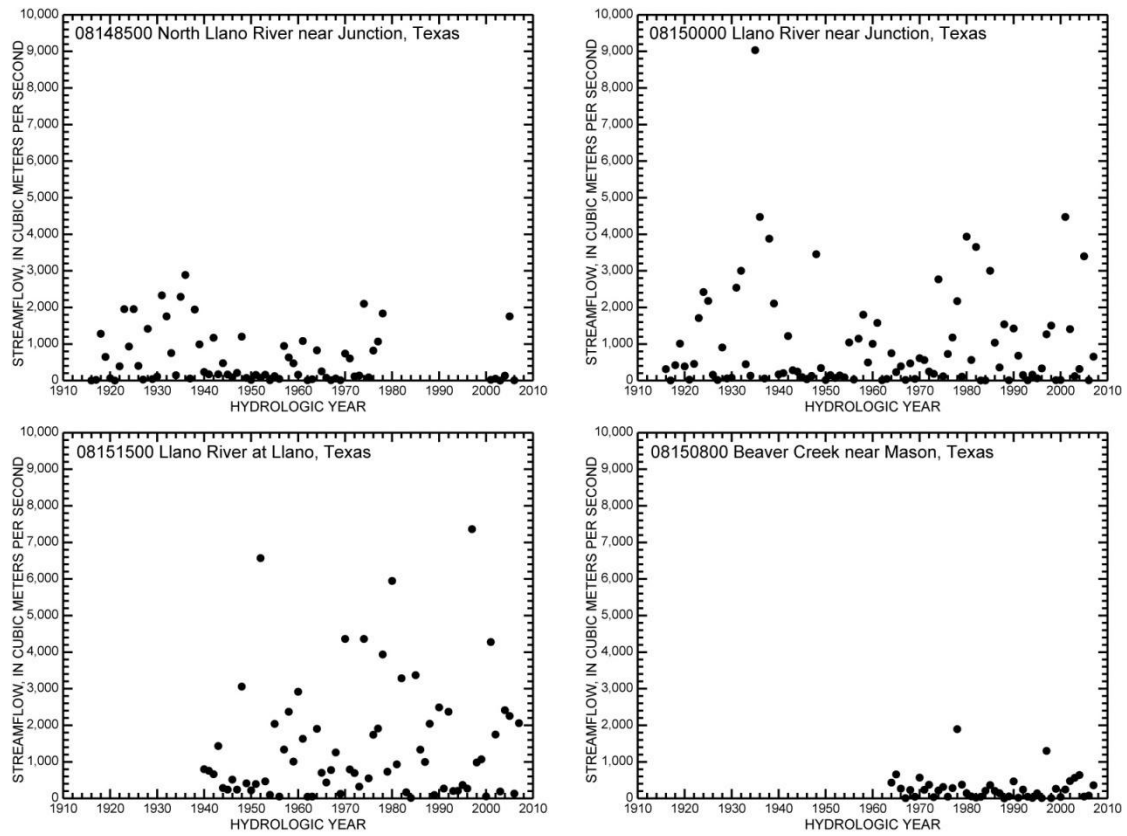 08148500 North Llano River near Junction, Texas
STREAMFLOW, IN CUBIC METERS PER SECOND
10,000
9,000
8,000
7,000
6,000
5,000
4,000
3,000
2,000
1,000
0
1910 1920 1930 1940 1950 1960 1970 1980 1990 2000 2010
HYDROLOGIC YEAR
08150000 Llano River near Junction, Texas
STREAMFLOW, IN CUBIC METERS PER SECOND
10,000
9,000
8,000
7,000
6,000
5,000
4,000
3,000
2,000
1,000
0
1910 1920 1930 1940 1950 1960 1970 1980 1990 2000 2010
HYDROLOGIC YEAR
08151500 Llano River at Llano, Texas
STREAMFLOW, IN CUBIC METERS PER SECOND
10,000
9,000
8,000
7,000
6,000
5,000
4,000
3,000
2,000
1,000
0
1910 1920 1930 1940 1950 1960 1970 1980 1990 2000 2010
HYDROLOGIC YEAR
08150800 Beaver Creek near Mason, Texas
STREAMFLOW, IN CUBIC METERS PER SECOND
10,000
9,000
8,000
7,000
6,000
5,000
4,000
3,000
2,000
1,000
0
1910 1920 1930 1940 1950 1960 1970 1980 1990 2000 2010
HYDROLOGIC YEAR